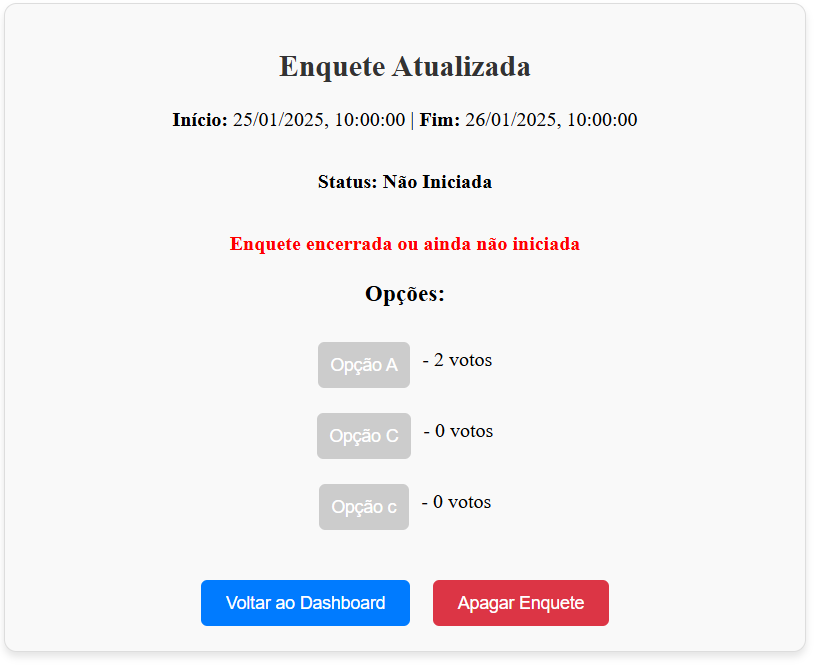 Enquete Atualizada
Início: 25/01/2025, 10:00:00 | Fim: 26/01/2025, 10:00:00
Status: Não Iniciada
Enquete encerrada ou ainda não iniciada
Opções:
Opção A - 2 votos
Opção C - 0 votos
Opção c - 0 votos
Voltar ao Dashboard Apagar Enquete